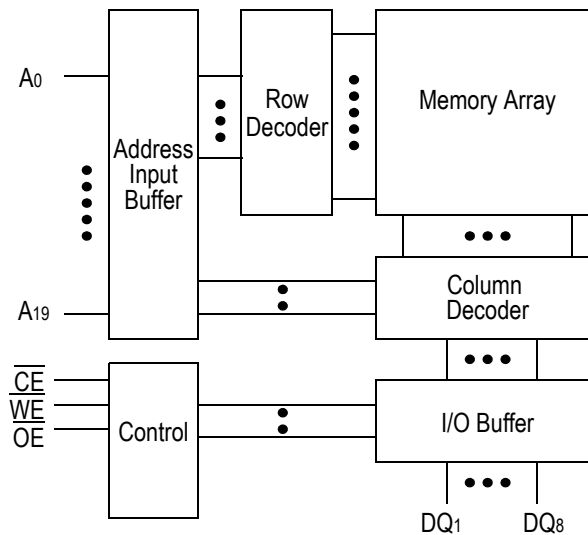 A0
A19
Address
Input
Buffer
Row
Decoder
Memory Array
Column
Decoder
CE
WE
OE
Control
I/O Buffer
DQ1
DQ8